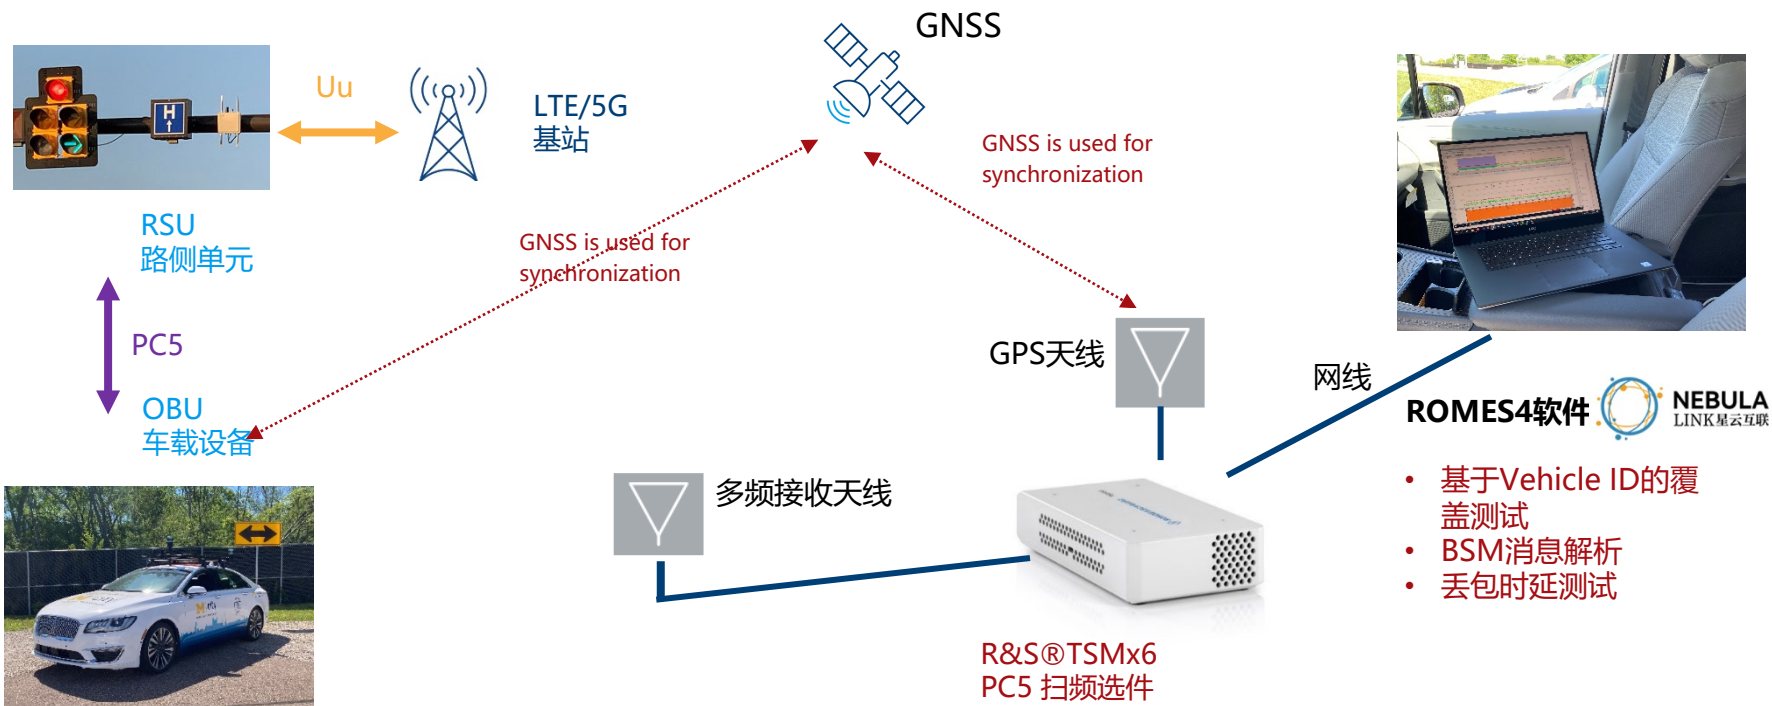 GNSS
Uu
LTE/5G
基站
H
GNSS is used for
synchronization
RSU
路侧单元
GNSS is used for
synchronization
PC5
GPS天线
网线
OBU
车载设备
ROMES4软件
NEBULA
LINK星云互联
多频接收天线
• 基于Vehicle ID的覆
盖测试
• BSM消息解析
• 丢包时延测试
R&S®TSMx6
PC5 扫频选件